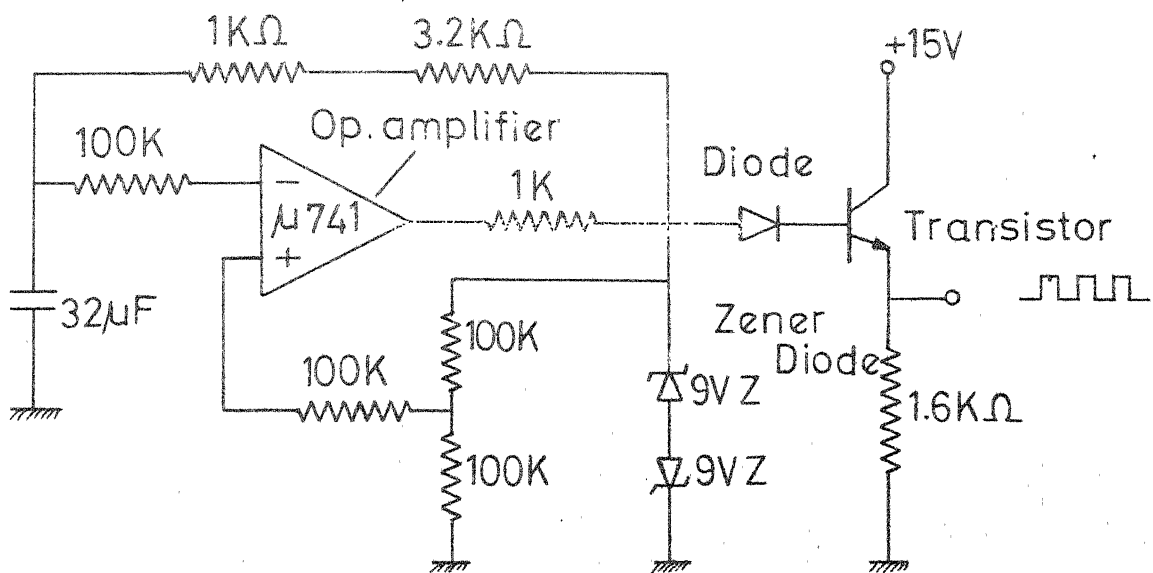 1KΩ
3.2KΩ
+15V
100K
Op. amplifier
Diode
1K
−
μ741
+
Transistor
32μF
100K
Zener
Diode
100K
9V Z
1.6KΩ
100K
9V Z